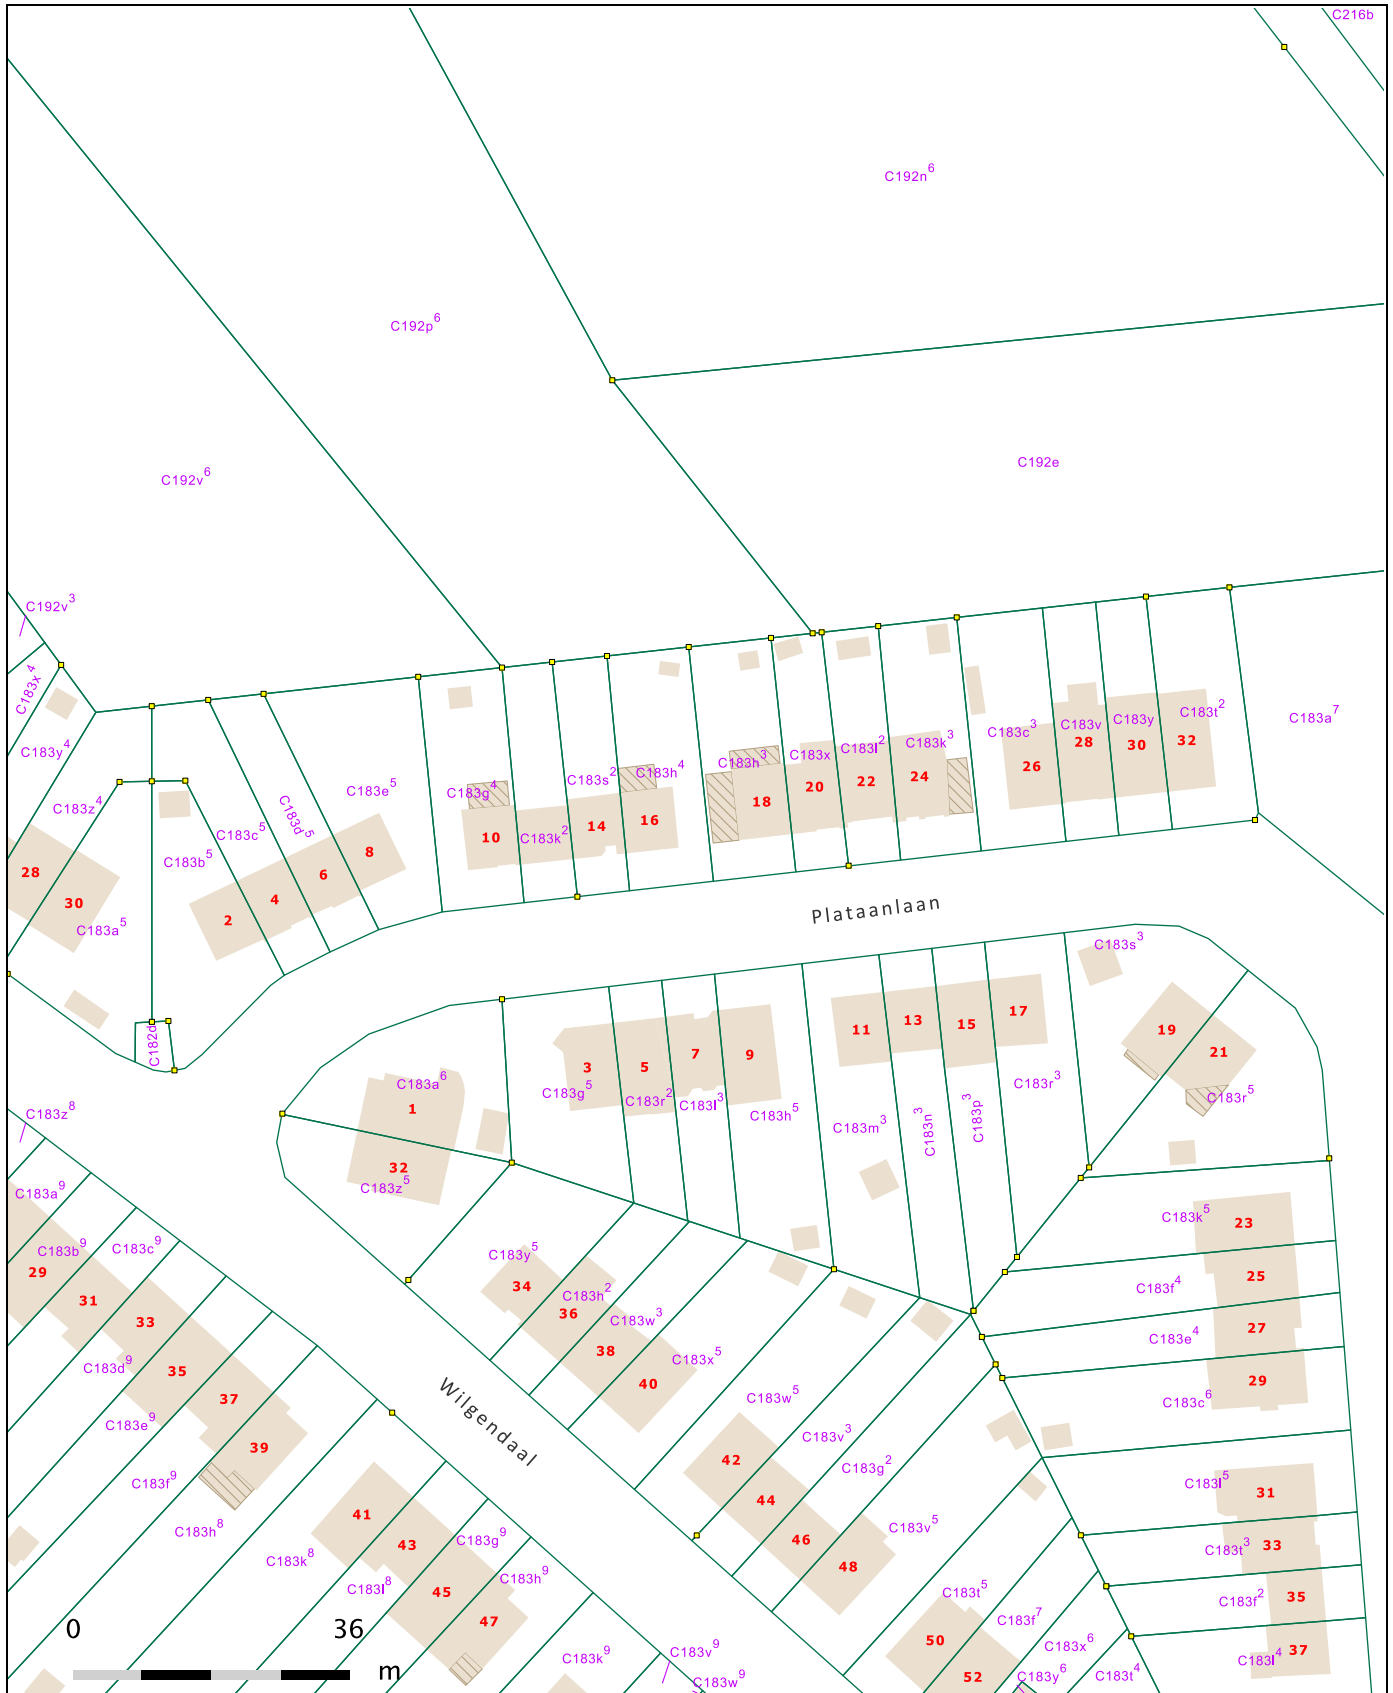 C216b
C192n⁶
C192p⁶
C192e
C192v⁶
C192v³
C183x⁴
C183y⁴
C183z⁴
28
30
C183a⁵
C182d
C183b⁵
C183c⁵
C183d⁵
C183e⁵
2
4
6
8
C183g⁴
10
C183k²
C183s²
14
C183h⁴
16
C183h³
18
C183x
20
C183l²
22
C183k³
24
C183c³
26
C183v
28
C183y
30
C183t²
32
C183a⁷
Plataanlaan
C183a⁶
1
32
C183z⁵
3
C183g⁵
5
C183r²
7
C183l³
9
C183h⁵
11
C183m³
13
C183n³
15
C183p³
17
C183r³
C183s³
19
21
C183r⁵
C183k⁵
23
C183f⁴
25
C183e⁴
27
C183c⁶
29
C183l⁵
31
C183t³
33
C183f²
35
C183l⁴
37
C183z⁸
C183a⁹
C183b⁹
29
C183c⁹
31
33
C183d⁹
35
C183e⁹
37
C183f⁹
39
C183h⁸
C183k⁸
41
C183l⁸
43
C183g⁹
45
C183h⁹
47
C183k⁹
C183v⁹
C183w⁹
Wilgendaal
C183y⁵
34
C183h²
36
C183w³
38
C183x⁵
40
C183w⁵
42
C183v³
44
C183g²
46
C183v⁵
48
C183t⁵
50
C183f⁷
52
C183x⁶
C183y⁶
C183t⁴
0 36
m